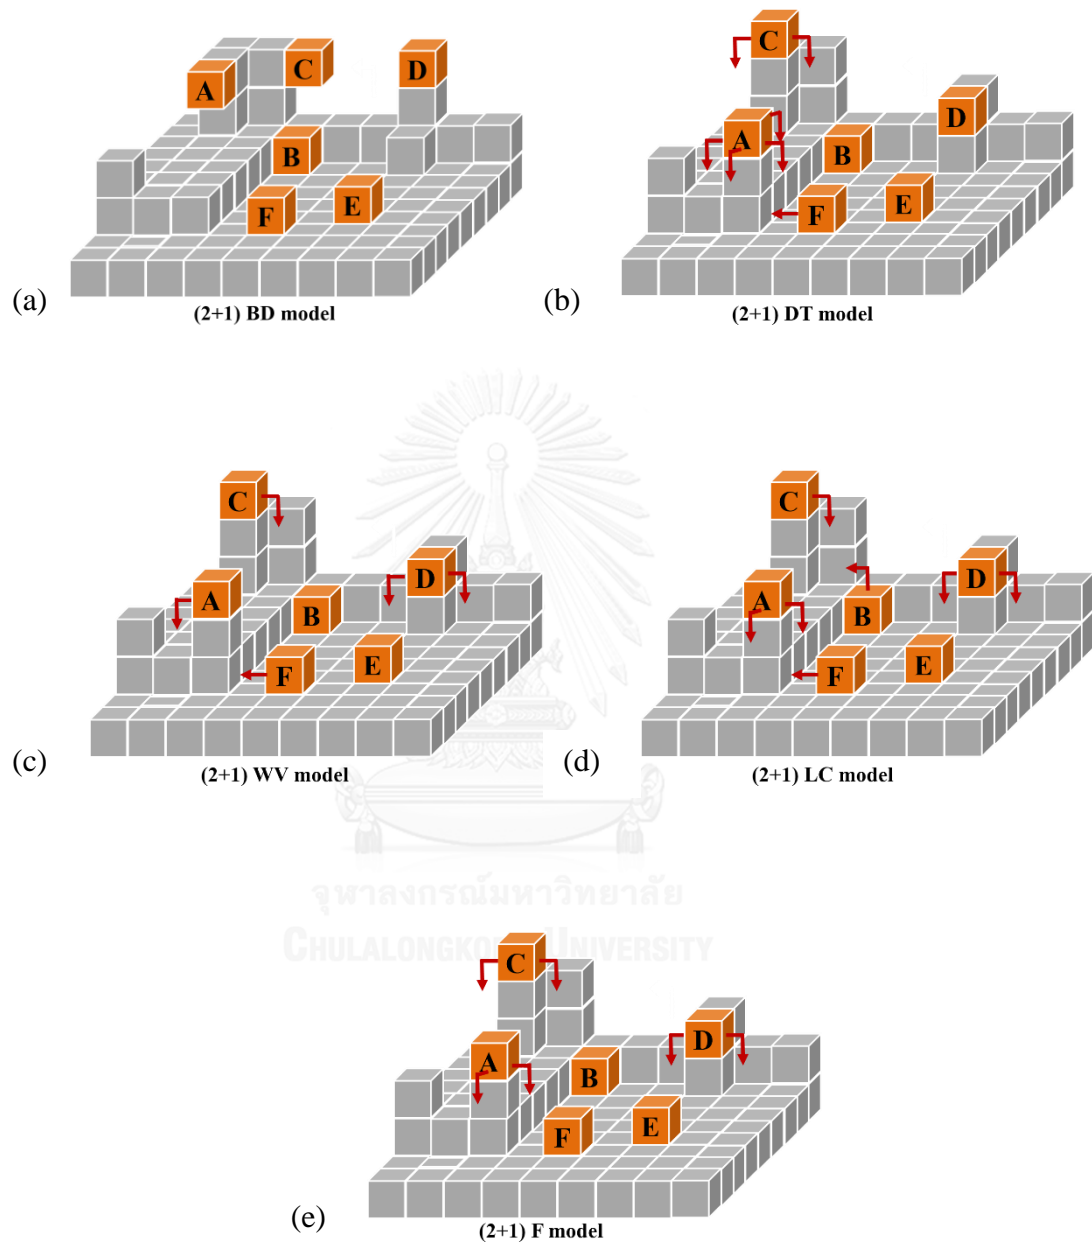 C
D
A
B
E
F
(a)
(2+1) BD model
C
D
A
B
E
F
(b)
(2+1) DT model
C
D
A
B
E
F
(c)
(2+1) WV model
C
D
A
B
E
F
(d)
(2+1) LC model
จุฬาลงกรณ์มหาวิทยาลัย
CHULALONGKORN UNIVERSITY
C
D
A
B
E
F
(e)
(2+1) F model